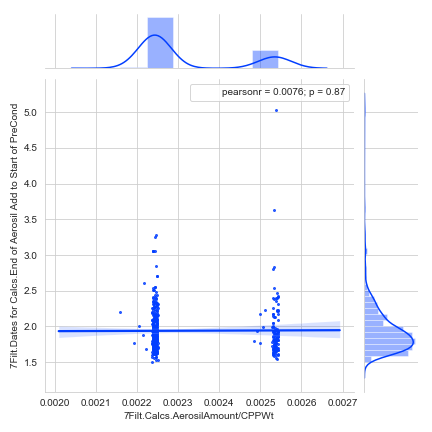 pearsonr = 0.0076; p = 0.87
7Filt.Dates for Calcs.End of Aerosil Add to Start of PreCond
5.0
4.5
4.0
3.5
3.0
2.5
2.0
1.5
0.0020 0.0021 0.0022 0.0023 0.0024 0.0025 0.0026 0.0027
7Filt.Calcs.AerosilAmount/CPPWt